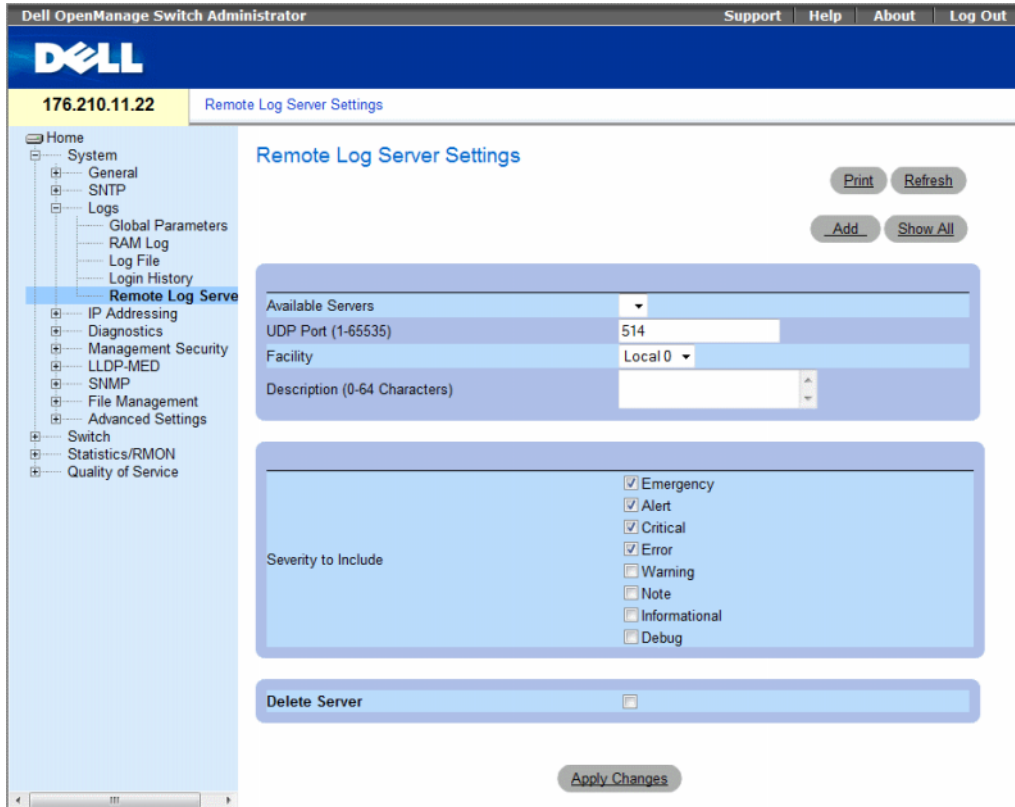 Dell OpenManage Switch Administrator
Support Help About Log Out
DELL
176.210.11.22
Remote Log Server Settings
Home
System
General
SNTP
Logs
Global Parameters
RAM Log
Log File
Login History
Remote Log Serve
IP Addressing
Diagnostics
Management Security
LLDP-MED
SNMP
File Management
Advanced Settings
Switch
Statistics/RMON
Quality of Service
Remote Log Server Settings
Print Refresh
Add Show All
Available Servers
UDP Port (1-65535) 514
Facility Local 0
Description (0-64 Characters)
Severity to Include
Emergency
Alert
Critical
Error
Warning
Note
Informational
Debug
Delete Server
Apply Changes